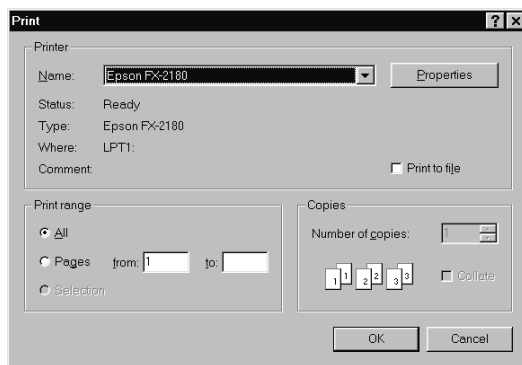 Print
Printer
Name: Epson FX-2180 Properties
Status: Ready
Type: Epson FX-2180
Where: LPT1:
Comment: Print to file
Print range Copies
All Number of copies: 1
Pages from: 1 to:
1 1 2 2 3 3 Collate
Selection
OK Cancel